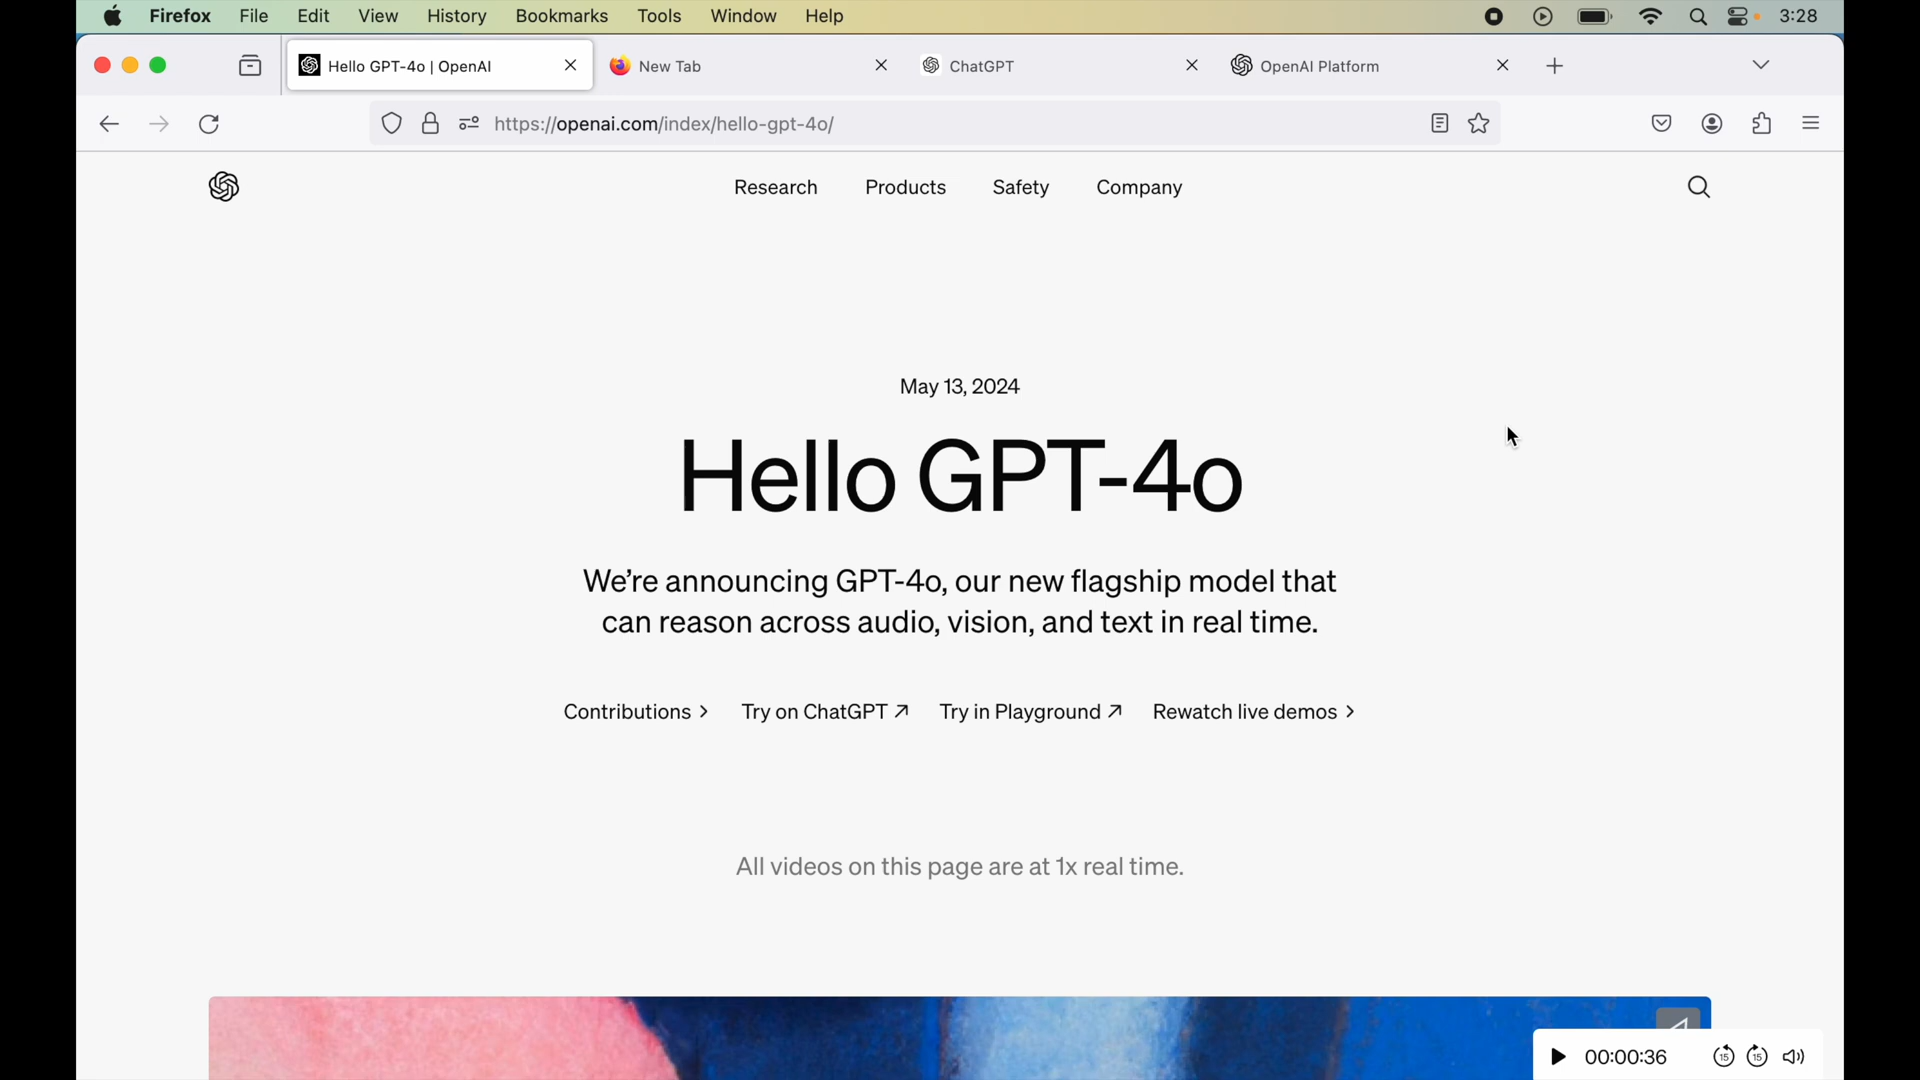 Firefox File Edit View History Bookmarks Tools Window Help 3:28
Hello GPT-4o | OpenAI New Tab ChatGPT OpenAI Platform
https://openai.com/index/hello-gpt-4o/
Research Products Safety Company
May 13, 2024
Hello GPT-4o
We're announcing GPT-4o, our new flagship model that
can reason across audio, vision, and text in real time.
Contributions > Try on ChatGPT ↗ Try in Playground ↗ Rewatch live demos >
All videos on this page are at 1x real time.
00:00:36 15 15